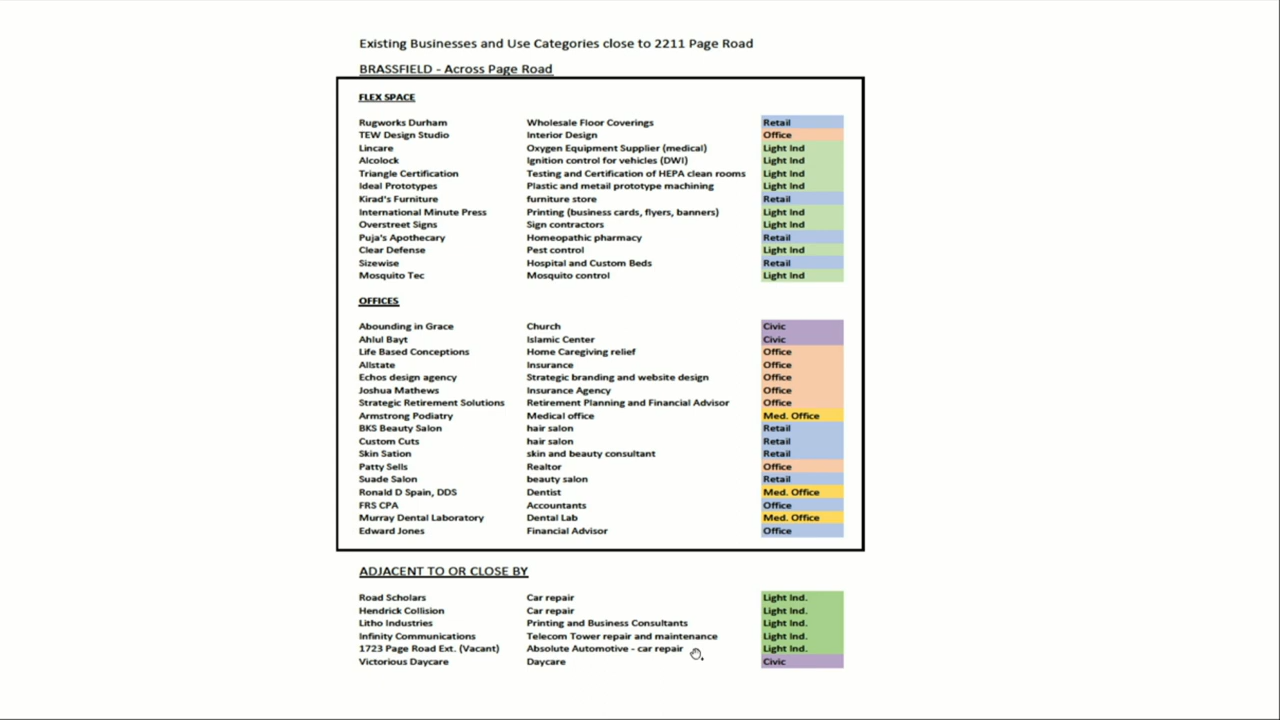 Existing Businesses and Use Categories close to 2211 Page Road
BRASSFIELD - Across Page Road
FLEX SPACE
Rugworks Durham Wholesale Floor Coverings Retail
TEW Design Studio Interior Design Office
Lincare Oxygen Equipment Supplier (medical) Light Ind
Alcolock Ignition control for vehicles (DWI) Light Ind
Triangle Certification Testing and Certification of HEPA clean rooms Light Ind
Ideal Prototypes Plastic and metail prototype machining Light Ind
Kirad's Furniture furniture store Retail
International Minute Press Printing (business cards, flyers, banners) Light Ind
Overstreet Signs Sign contractors Light Ind
Puja's Apothecary Homeopathic pharmacy Retail
Clear Defense Pest control Light Ind
Sizewise Hospital and Custom Beds Retail
Mosquito Tec Mosquito control Light Ind
OFFICES
Abounding in Grace Church Civic
Ahlul Bayt Islamic Center Civic
Life Based Conceptions Home Caregiving relief Office
Allstate Insurance Office
Echos design agency Strategic branding and website design Office
Joshua Mathews Insurance Agency Office
Strategic Retirement Solutions Retirement Planning and Financial Advisor Office
Armstrong Podiatry Medical office Med. Office
BKS Beauty Salon hair salon Retail
Custom Cuts hair salon Retail
Skin Sation skin and beauty consultant Retail
Patty Sells Realtor Office
Suade Salon beauty salon Retail
Ronald D Spain, DDS Dentist Med. Office
FRS CPA Accountants Office
Murray Dental Laboratory Dental Lab Med. Office
Edward Jones Financial Advisor Office
ADJACENT TO OR CLOSE BY
Road Scholars Car repair Light Ind.
Hendrick Collision Car repair Light Ind.
Litho Industries Printing and Business Consultants Light Ind.
Infinity Communications Telecom Tower repair and maintenance Light Ind.
1723 Page Road Ext. (Vacant) Absolute Automotive - car repair Light Ind.
Victorious Daycare Daycare Civic